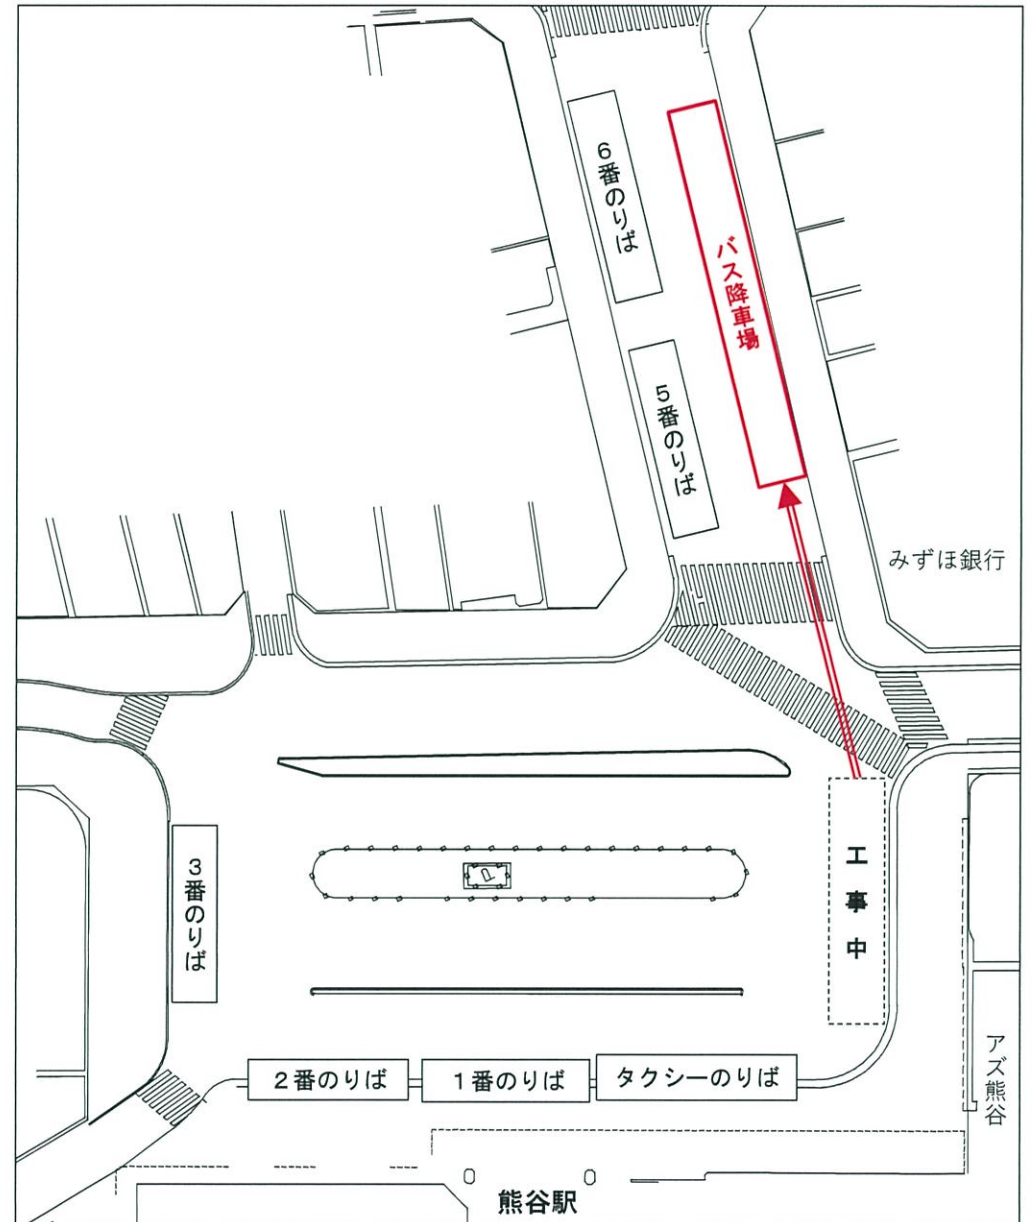 6番のりば
バス降車場
5番のりば
みずほ銀行
工事中
3番のりば
2番のりば
1番のりば
タクシーのりば
アズ熊谷
熊谷駅